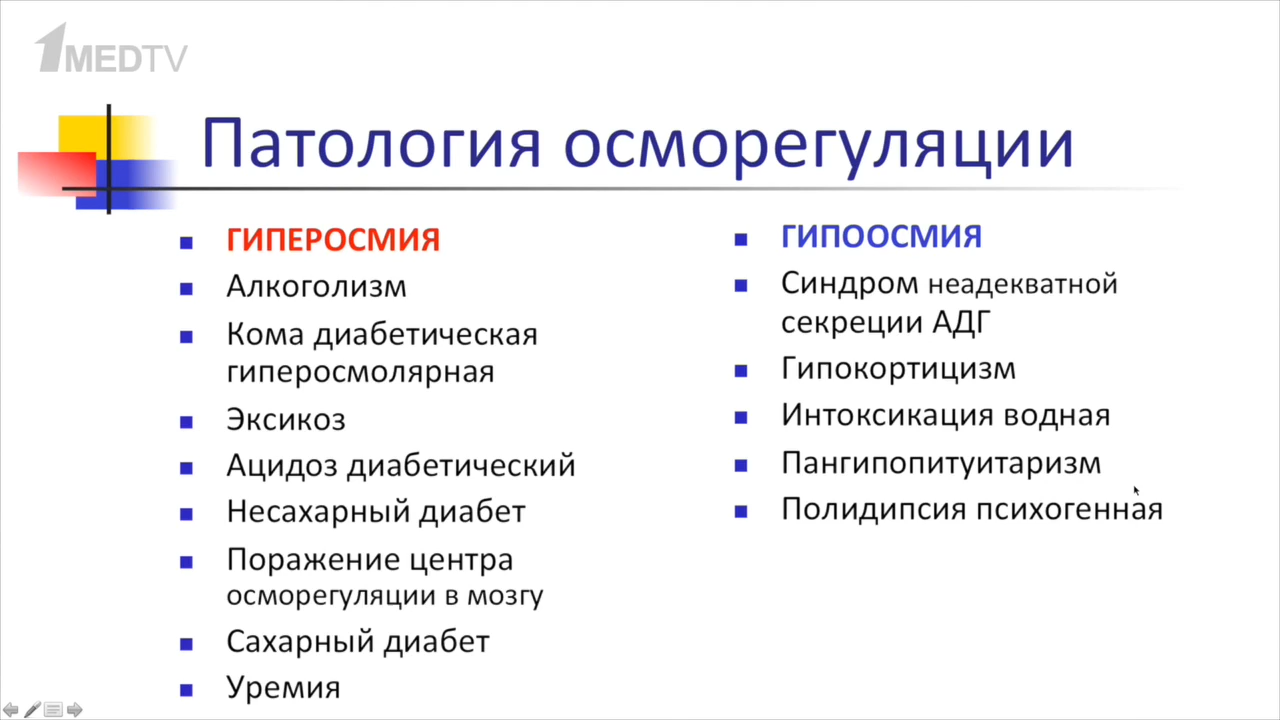 1MEDTV
Патология осморегуляции
ГИПЕРОСМИЯ
Алкоголизм
Кома диабетическая
гиперосмолярная
Эксикоз
Ацидоз диабетический
Несахарный диабет
Поражение центра
осморегуляции в мозгу
Сахарный диабет
Уремия
ГИПООСМИЯ
Синдром неадекватной
секреции АДГ
Гипокортицизм
Интоксикация водная
Пангипопитуитаризм
Полидипсия психогенная